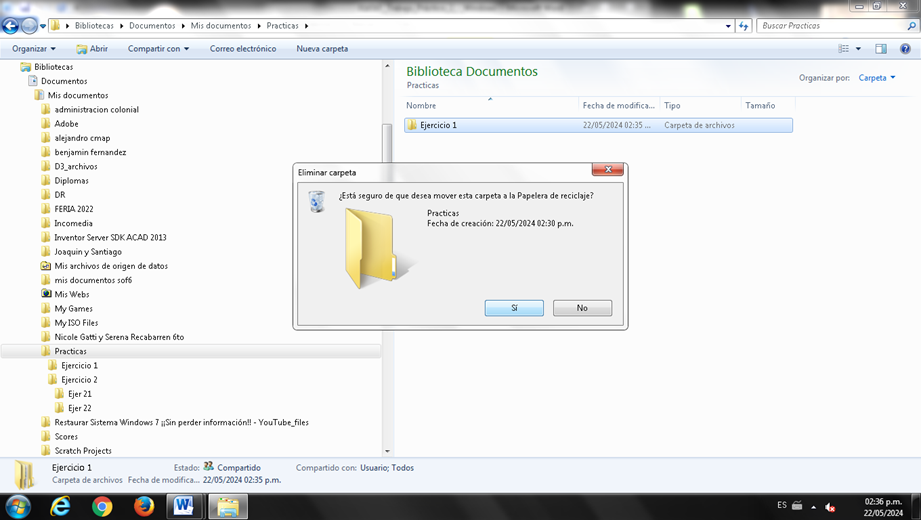 Bibliotecas ▸ Documentos ▸ Mis documentos ▸ Practicas ▸
Buscar Practicas
Organizar ▾ Abrir Compartir con ▾ Correo electrónico Nueva carpeta
Bibliotecas
Documentos
Mis documentos
administracion colonial
Adobe
alejandro cmap
benjamin fernandez
D3_archivos
Diplomas
DR
FERIA 2022
Incomedia
Inventor Server SDK ACAD 2013
Joaquin y Santiago
Mis archivos de origen de datos
mis documentos sof6
Mis Webs
My Games
My ISO Files
Nicole Gatti y Serena Recabarren 6to
Practicas
Ejercicio 1
Ejercicio 2
Ejer 21
Ejer 22
Restaurar Sistema Windows 7 ¡¡Sin perder información!! - YouTube_files
Scores
Scratch Projects
Biblioteca Documentos
Practicas
Organizar por: Carpeta ▾
Nombre Fecha de modifica... Tipo Tamaño
Ejercicio 1 22/05/2024 02:35 ... Carpeta de archivos
Eliminar carpeta
¿Está seguro de que desea mover esta carpeta a la Papelera de reciclaje?
Practicas
Fecha de creación: 22/05/2024 02:30 p.m.
Sí No
Ejercicio 1 Estado: Compartido Compartido con: Usuario; Todos
Carpeta de archivos Fecha de modifica... 22/05/2024 02:35 p.m.
ES
02:36 p.m.
22/05/2024